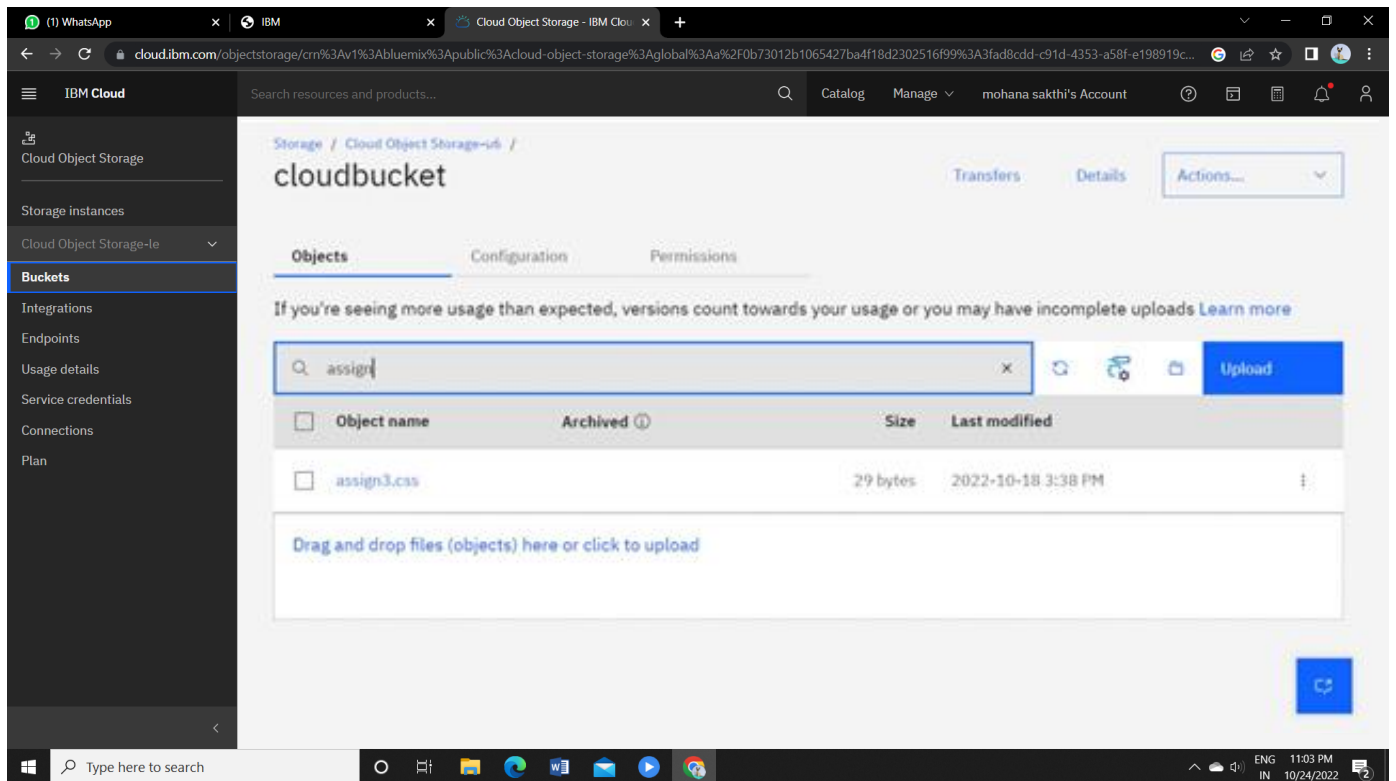 (1) WhatsApp
IBM
Cloud Object Storage - IBM Clou
cloud.ibm.com/objectstorage/crn%3Av1%3Abluemix%3Apublic%3Acloud-object-storage%3Aglobal%3Aa%2F0b73012b1065427ba4f18d2302516f99%3A3fad8cdd-c91d-4353-a58f-e198919c...
IBM Cloud
Search resources and products...
Catalog
Manage
mohana sakthi's Account
Cloud Object Storage
Storage instances
Cloud Object Storage-le
Buckets
Integrations
Endpoints
Usage details
Service credentials
Connections
Plan
Storage / Cloud Object Storage- /
cloudbucket
Transfers
Details
Actions...
Objects
Configuration
Permissions
If you're seeing more usage than expected, versions count towards your usage or you may have incomplete uploads Learn more
assign
Upload
Object name
Archived
Size
Last modified
assign3.css
29 bytes
2022-10-18 3:38 PM
Drag and drop files (objects) here or click to upload
Type here to search
ENG
IN
11:03 PM
10/24/2022
2